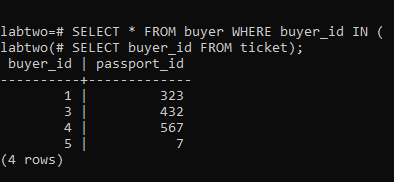 labtwo=# SELECT * FROM buyer WHERE buyer_id IN (
labtwo(# SELECT buyer_id FROM ticket);
 buyer_id | passport_id
----------+-------------
        1 |         323
        3 |         432
        4 |         567
        5 |           7
(4 rows)